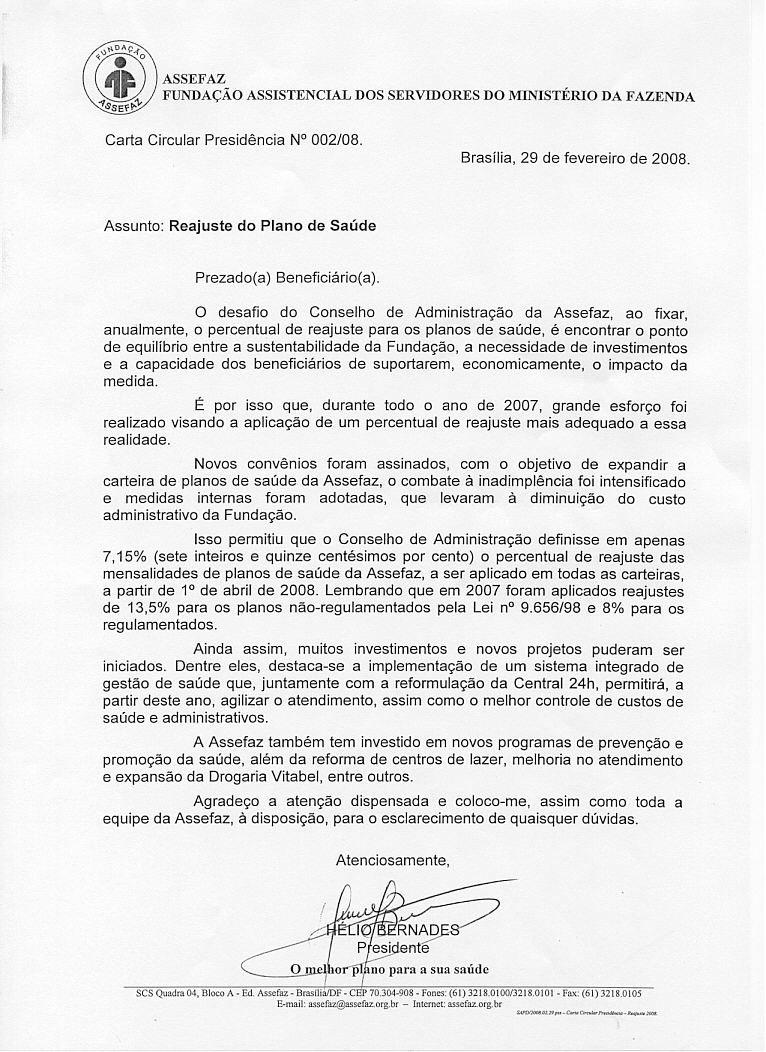 FUNDAÇÃO
ASSEFAZ
ASSEFAZ
FUNDAÇÃO ASSISTENCIAL DOS SERVIDORES DO MINISTÉRIO DA FAZENDA
Carta Circular Presidência Nº 002/08.
Brasília, 29 de fevereiro de 2008.
Assunto: Reajuste do Plano de Saúde
Prezado(a) Beneficiário(a).
O desafio do Conselho de Administração da Assefaz, ao fixar,
anualmente, o percentual de reajuste para os planos de saúde, é encontrar o ponto
de equilíbrio entre a sustentabilidade da Fundação, a necessidade de investimentos
e a capacidade dos beneficiários de suportarem, economicamente, o impacto da
medida.
É por isso que, durante todo o ano de 2007, grande esforço foi
realizado visando a aplicação de um percentual de reajuste mais adequado a essa
realidade.
Novos convênios foram assinados, com o objetivo de expandir a
carteira de planos de saúde da Assefaz, o combate à inadimplência foi intensificado
e medidas internas foram adotadas, que levaram à diminuição do custo
administrativo da Fundação.
Isso permitiu que o Conselho de Administração definisse em apenas
7,15% (sete inteiros e quinze centésimos por cento) o percentual de reajuste das
mensalidades de planos de saúde da Assefaz, a ser aplicado em todas as carteiras,
a partir de 1º de abril de 2008. Lembrando que em 2007 foram aplicados reajustes
de 13,5% para os planos não-regulamentados pela Lei nº 9.656/98 e 8% para os
regulamentados.
Ainda assim, muitos investimentos e novos projetos puderam ser
iniciados. Dentre eles, destaca-se a implementação de um sistema integrado de
gestão de saúde que, juntamente com a reformulação da Central 24h, permitirá, a
partir deste ano, agilizar o atendimento, assim como o melhor controle de custos de
saúde e administrativos.
A Assefaz também tem investido em novos programas de prevenção e
promoção da saúde, além da reforma de centros de lazer, melhoria no atendimento
e expansão da Drogaria Vitabel, entre outros.
Agradeço a atenção dispensada e coloco-me, assim como toda a
equipe da Assefaz, à disposição, para o esclarecimento de quaisquer dúvidas.
Atenciosamente,
HÉLIO BERNADES
Presidente
O melhor plano para a sua saúde
SCS Quadra 04, Bloco A - Ed. Assefaz - Brasília/DF - CEP 70.304-908 - Fones: (61) 3218.0100/3218.0101 - Fax: (61) 3218.0105
E-mail: assefaz@assefaz.org.br – Internet: assefaz.org.br
– Carta Circular Presidência – Reajuste 2008.